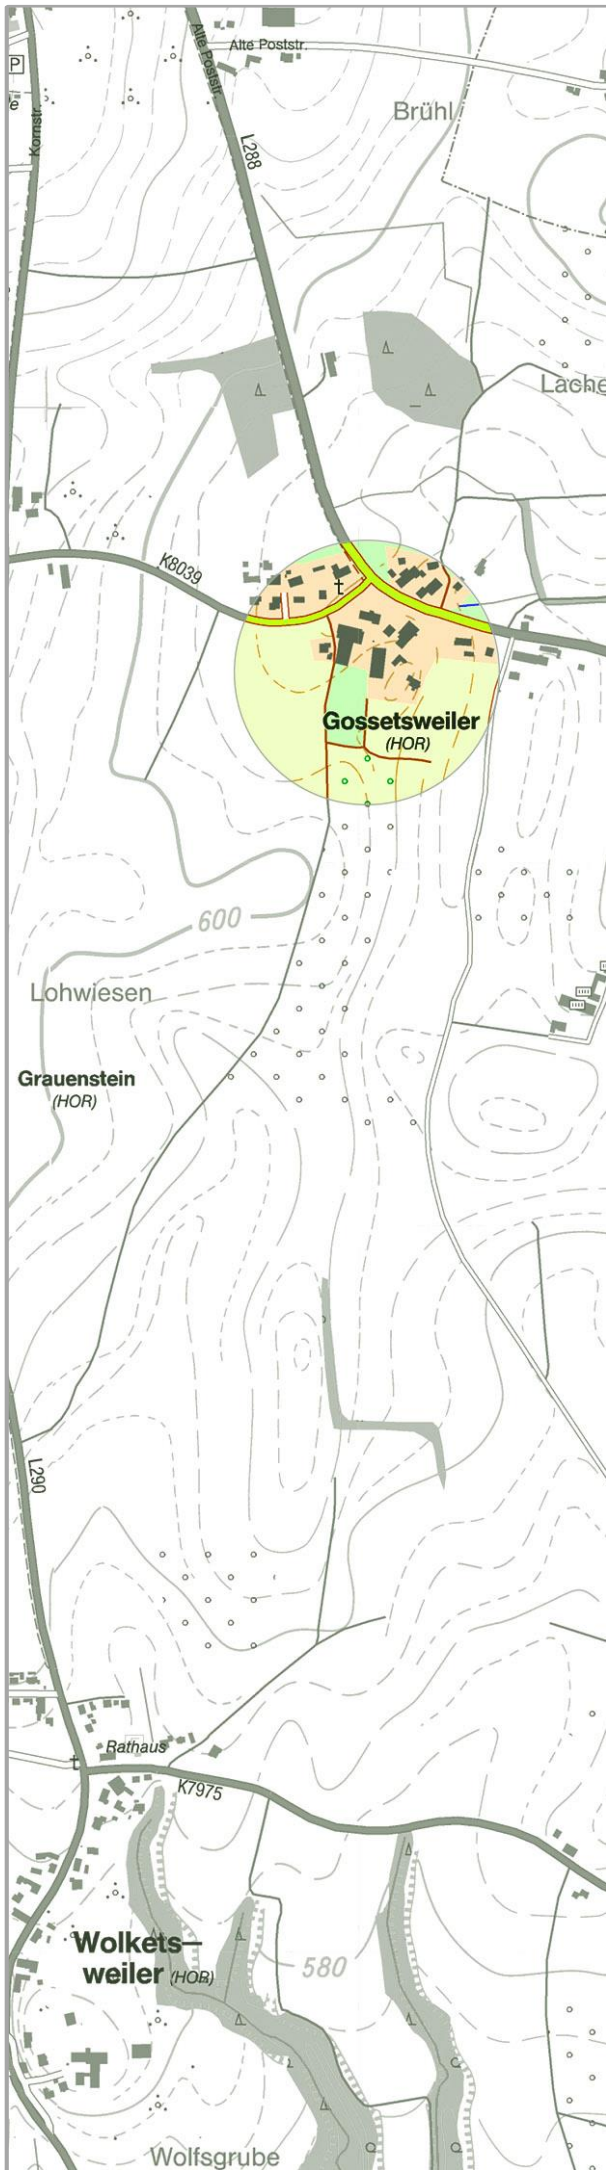 Alte Poststr.
Alte Poststr.
P
e
Kornstr.
Brühl
L288
Lache
K8039
Gossetsweiler
(HOR)
600
Lohwiesen
Grauenstein
(HOR)
L290
Rathaus
K7975
Wolkets–
weiler (HOR)
580
Wolfsgrube